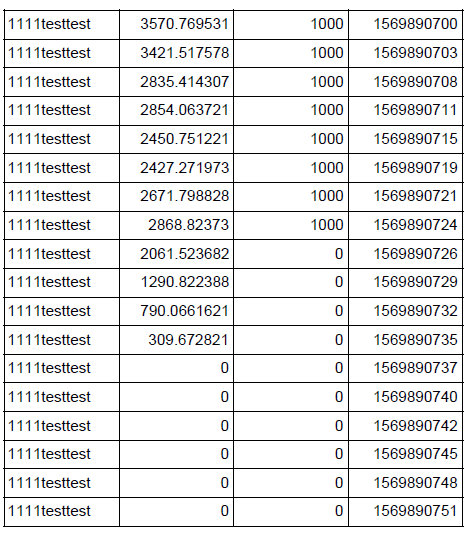 1111testtest 3570.769531 1000 1569890700
1111testtest 3421.517578 1000 1569890703
1111testtest 2835.414307 1000 1569890708
1111testtest 2854.063721 1000 1569890711
1111testtest 2450.751221 1000 1569890715
1111testtest 2427.271973 1000 1569890719
1111testtest 2671.798828 1000 1569890721
1111testtest 2868.82373 1000 1569890724
1111testtest 2061.523682 0 1569890726
1111testtest 1290.822388 0 1569890729
1111testtest 790.0661621 0 1569890732
1111testtest 309.672821 0 1569890735
1111testtest 0 0 1569890737
1111testtest 0 0 1569890740
1111testtest 0 0 1569890742
1111testtest 0 0 1569890745
1111testtest 0 0 1569890748
1111testtest 0 0 1569890751